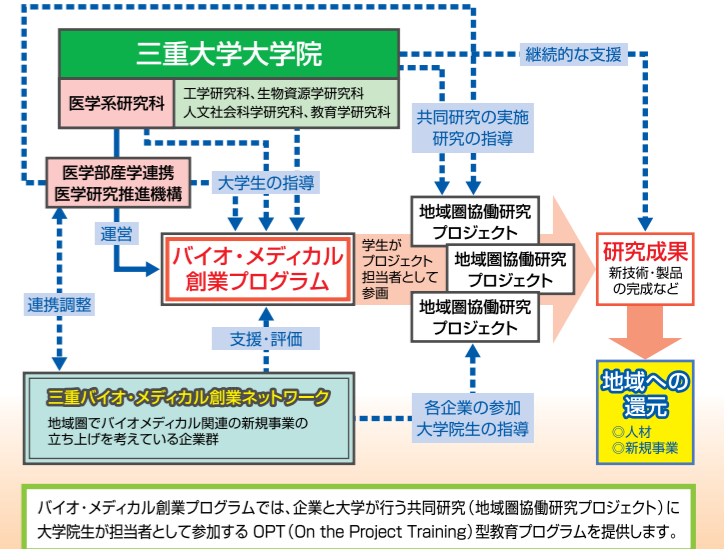 三重大学大学院
医学系研究科
工学研究科、生物資源学研究科
人文社会科学研究科、教育学研究科
継続的な支援
共同研究の実施
研究の指導
医学部産学連携
医学研究推進機構
大学生の指導
運営
バイオ・メディカル
創業プログラム
学生が
プロジェクト
担当者として
参画
地域圏協働研究
プロジェクト
地域圏協働研究
プロジェクト
地域圏協働研究
プロジェクト
研究成果
新技術・製品
の完成など
連携調整
支援・評価
三重バイオ・メディカル創業ネットワーク
地域圏でバイオメディカル関連の新規事業の
立ち上げを考えている企業群
各企業の参加
大学院生の指導
地域への
還元
◎人材
◎新規事業
バイオ・メディカル創業プログラムでは、企業と大学が行う共同研究(地域圏協働研究プロジェクト)に
大学院生が担当者として参加する OPT(On the Project Training)型教育プログラムを提供します。